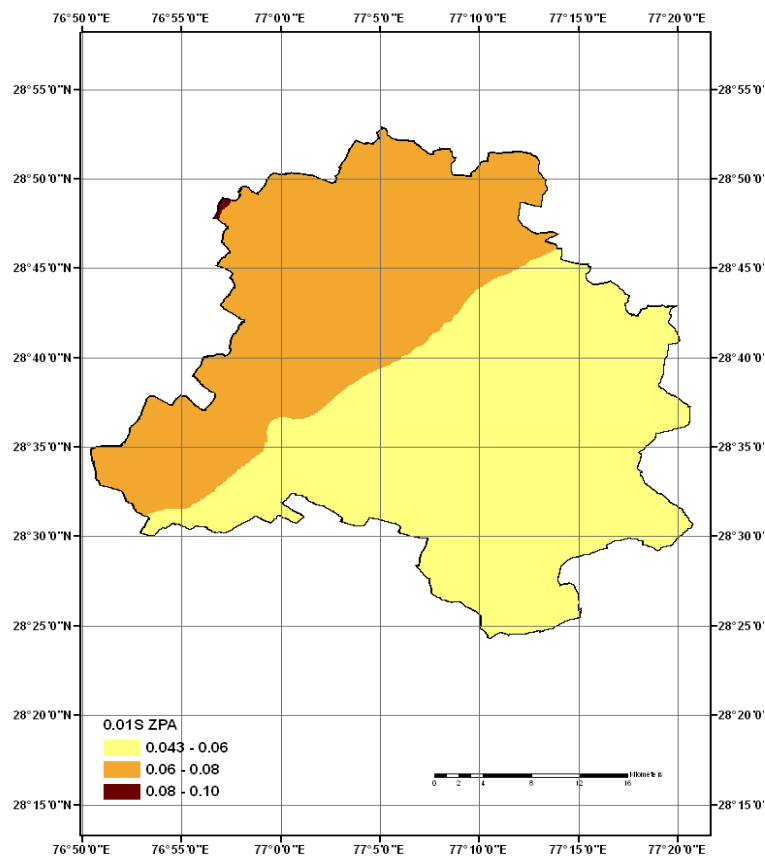 76°50'0"E 76°55'0"E 77°0'E 77°5'0"E 77°10'0"E 77°15'0"E 77°20'0"E
28°55'0"N 28°55'0"N
28°50'0"N 28°50'0"N
28°45'0"N 28°45'0"N
28°40'0"N 28°40'0"N
28°35'0"N 28°35'0"N
28°30'0"N 28°30'0"N
28°25'0"N 28°25'0"N
28°20'0"N 28°20'0"N
0.01S ZPA
0.043 - 0.06
0.06 - 0.08
0.08 - 0.10
Kilometers
0 2 4 8 12 16
28°15'0"N 28°15'0"N
76°50'0"E 76°55'0"E 77°0'E 77°5'0"E 77°10'0"E 77°15'0"E 77°20'0"E